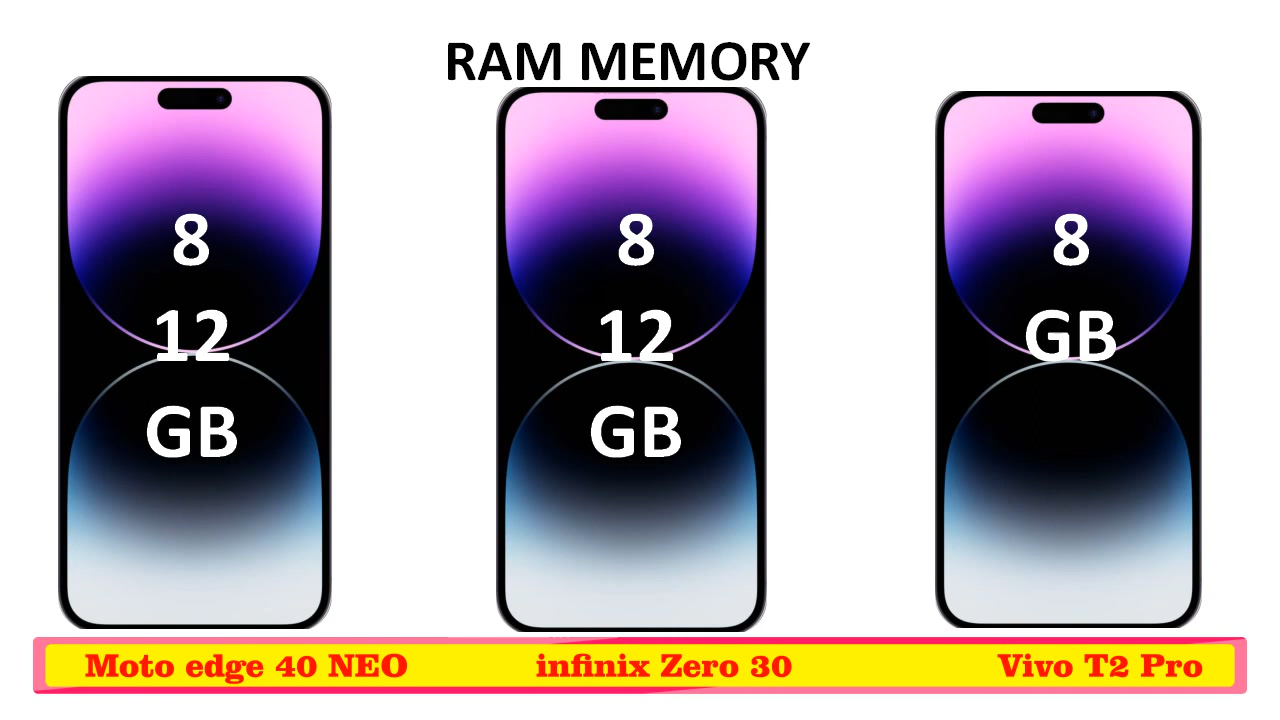 RAM MEMORY
8
12
GB
8
12
GB
8
GB
Moto edge 40 NEO
infinix Zero 30
Vivo T2 Pro